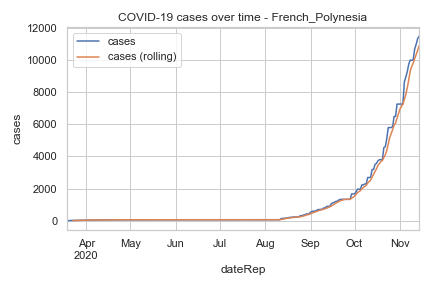 COVID-19 cases over time - French_Polynesia
cases
cases (rolling)
12000
10000
8000
6000
4000
2000
0
cases
Apr May Jun Jul Aug Sep Oct Nov
2020
dateRep